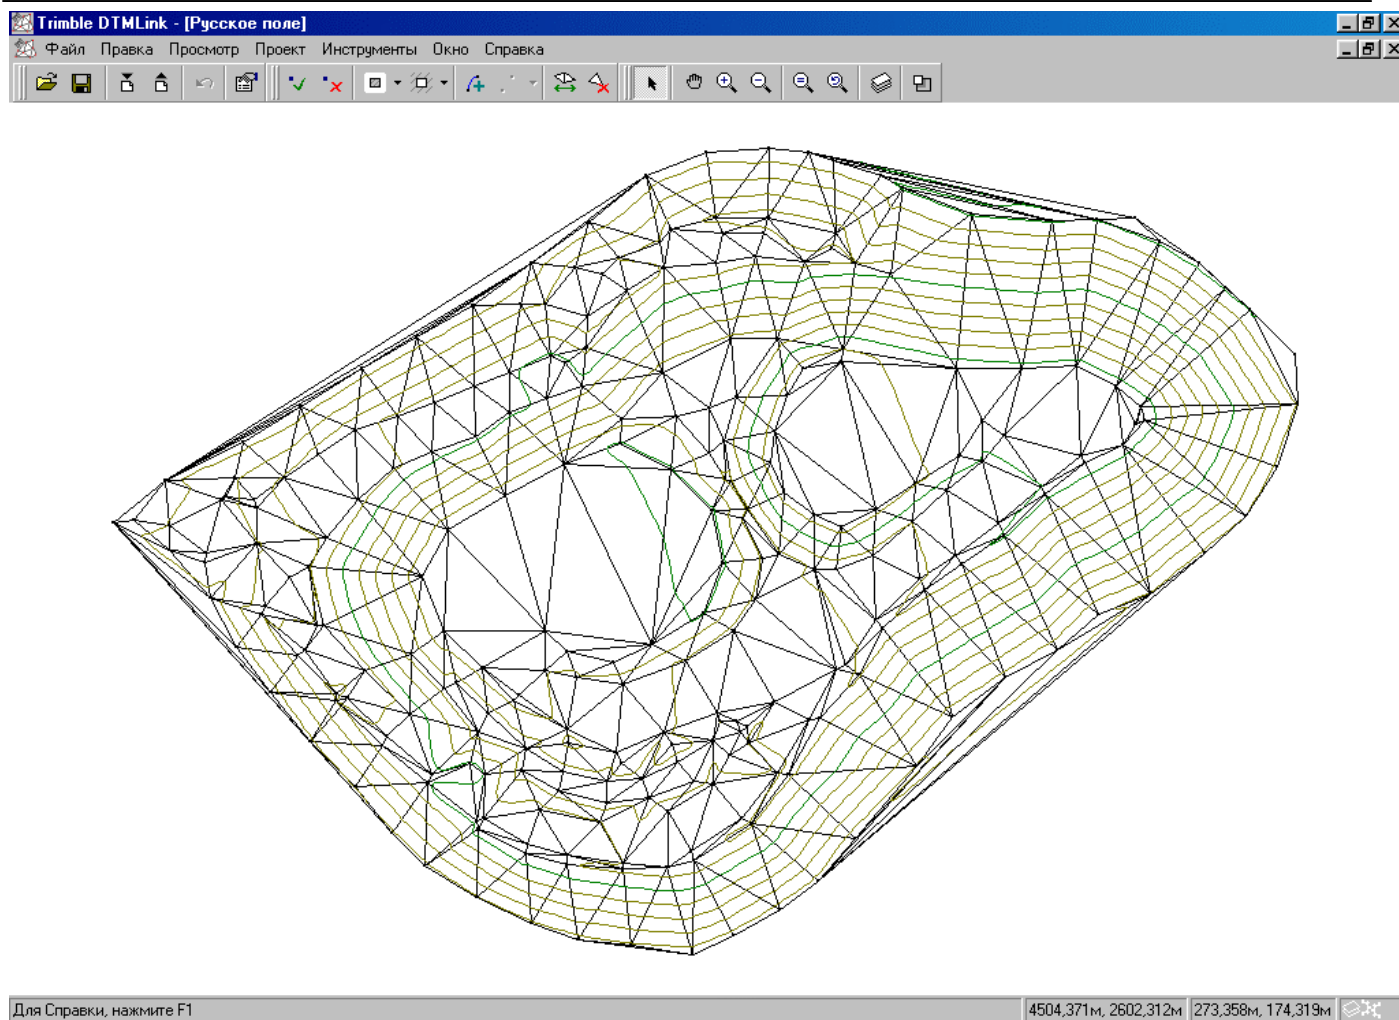 Trimble DTMLink - [Русское поле]
Файл Правка Просмотр Проект Инструменты Окно Справка
Для Справки, нажмите F1 4504,371м, 2602,312м 273,358м, 174,319м